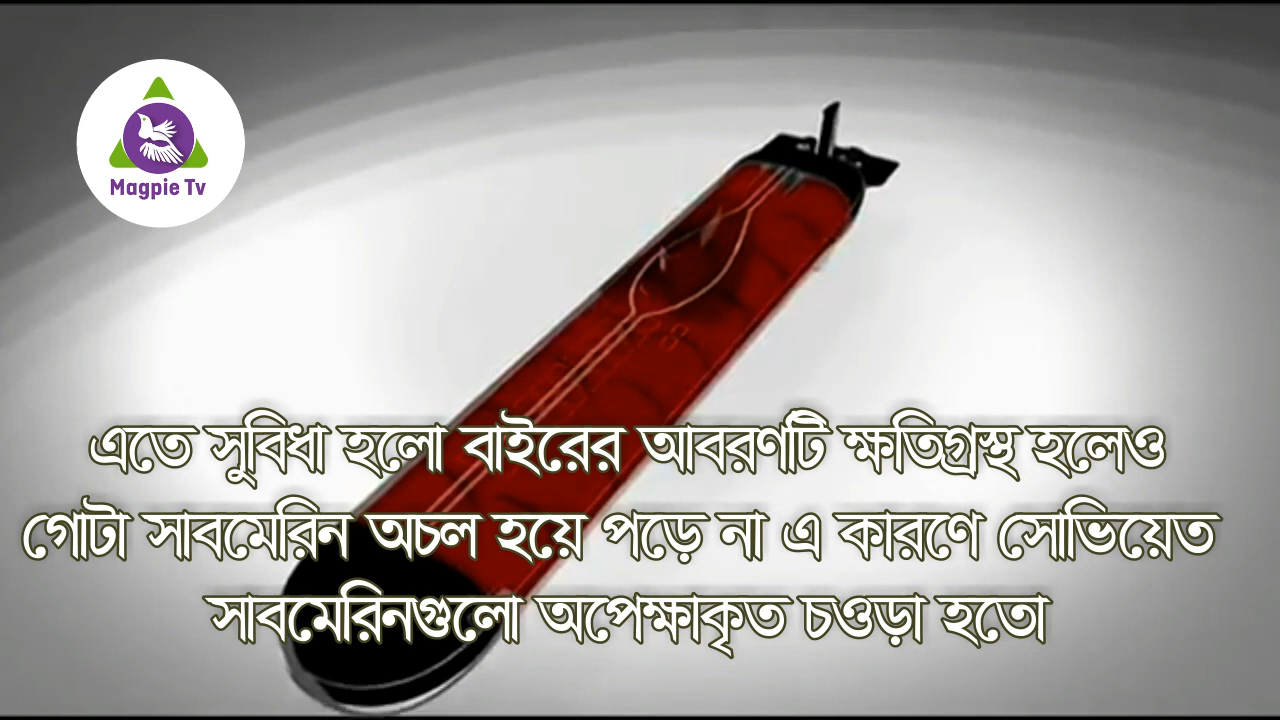 Magpie Tv
এতে সুবিধা হলো বাইরের আবরণটি ক্ষতিগ্রস্থ হলেও
গোটা সাবমেরিন অচল হয়ে পড়ে না এ কারণে সোভিয়েত
সাবমেরিনগুলো অপেক্ষাকৃত চওড়া হতো